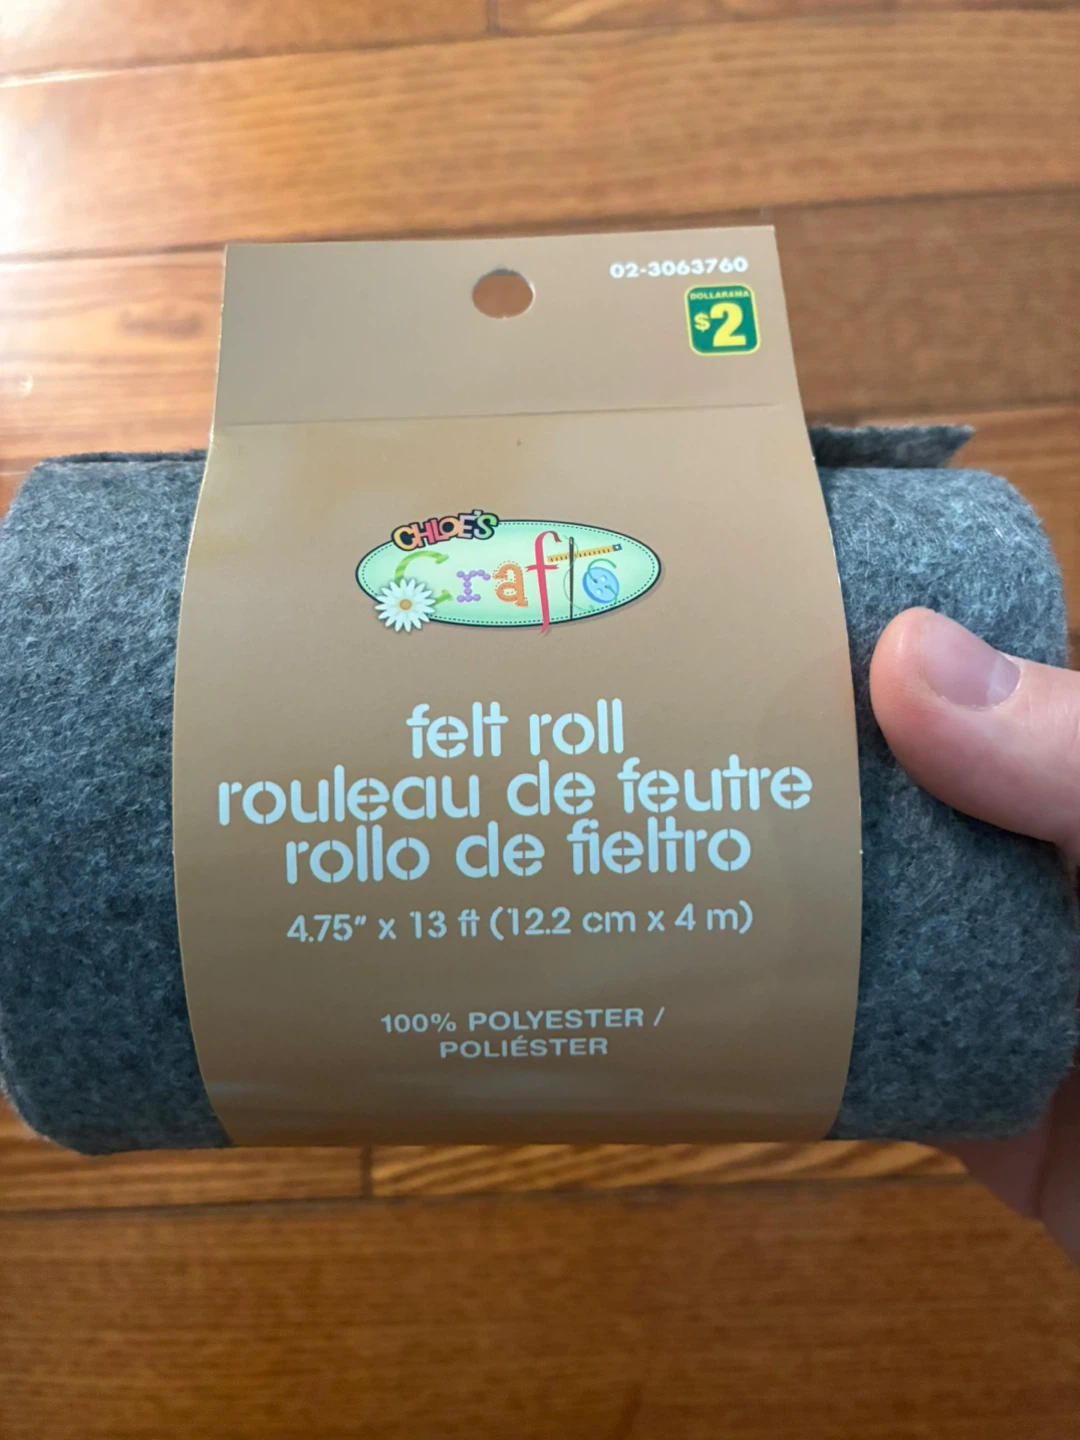 02-3063760
DOLLARAMA
$2
CHLOE'S
Crafts
felt roll
rouleau de feutre
rollo de fieltro
4.75" x 13 ft (12.2 cm x 4 m)
100% POLYESTER /
POLIÉSTER